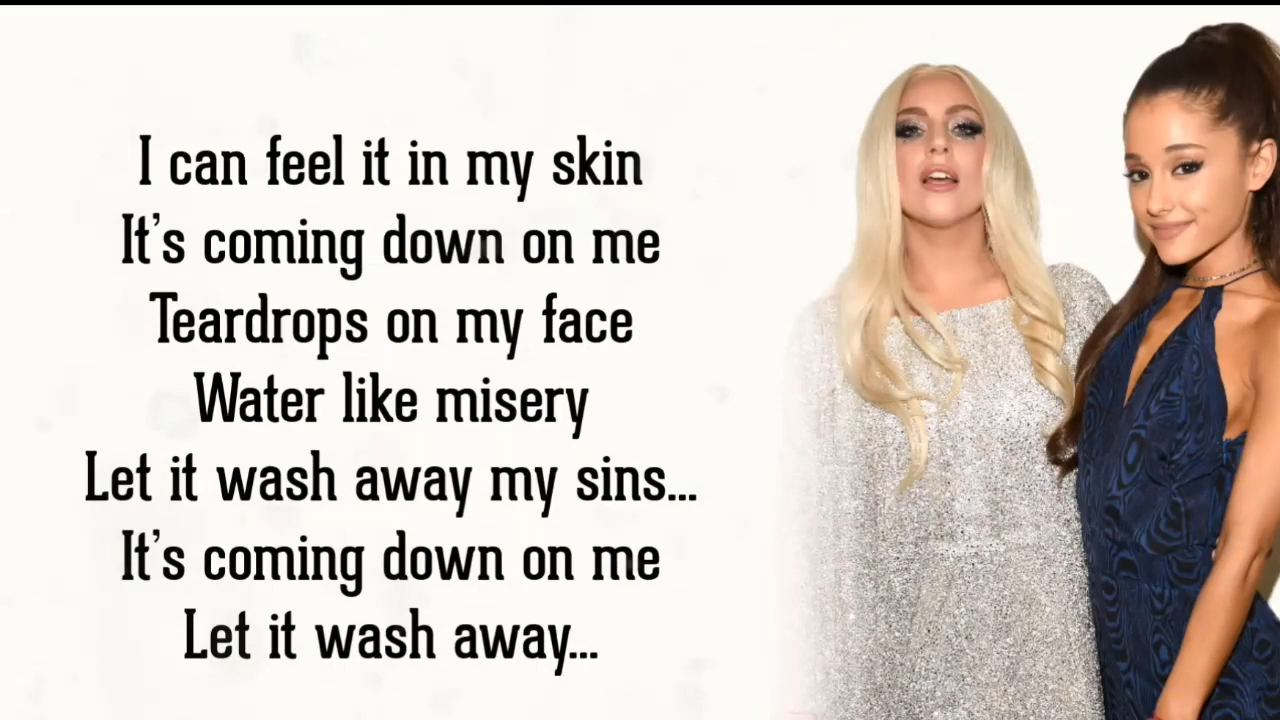 I can feel it in my skin
It's coming down on me
Teardrops on my face
Water like misery
Let it wash away my sins...
It's coming down on me
Let it wash away...